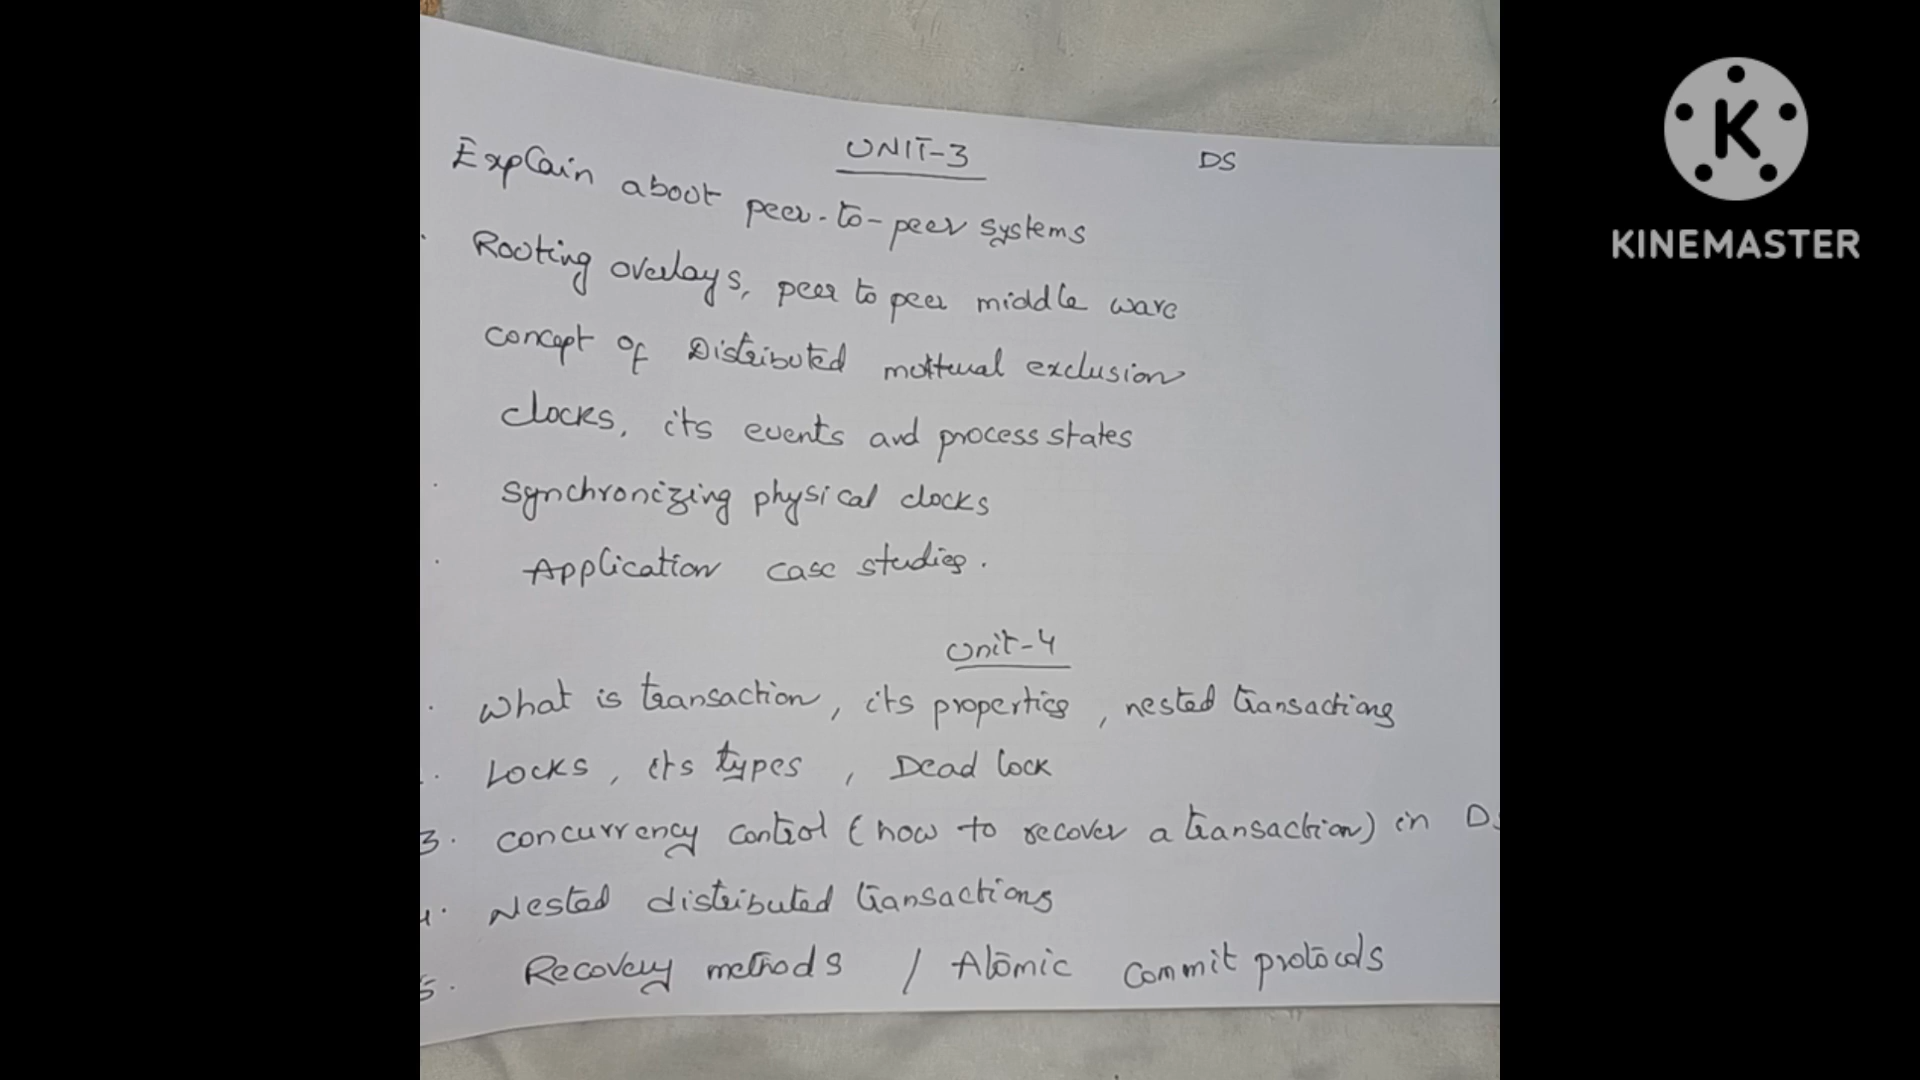 UNIT-3
DS
Explain about peer-to-peer systems
Rooting overlays, peer to peer middle ware
concept of Distributed muttual exclusion
clocks, its events and process states
synchronizing physical clocks
Application case studies.
Unit-4
What is transaction, its properties, nested transactions
Locks, its types, Dead lock
3. concurrency control (how to recover a transaction) in DS
4. Nested distributed transactions
5. Recovery methods / Atomic commit protocols
K
KINEMASTER